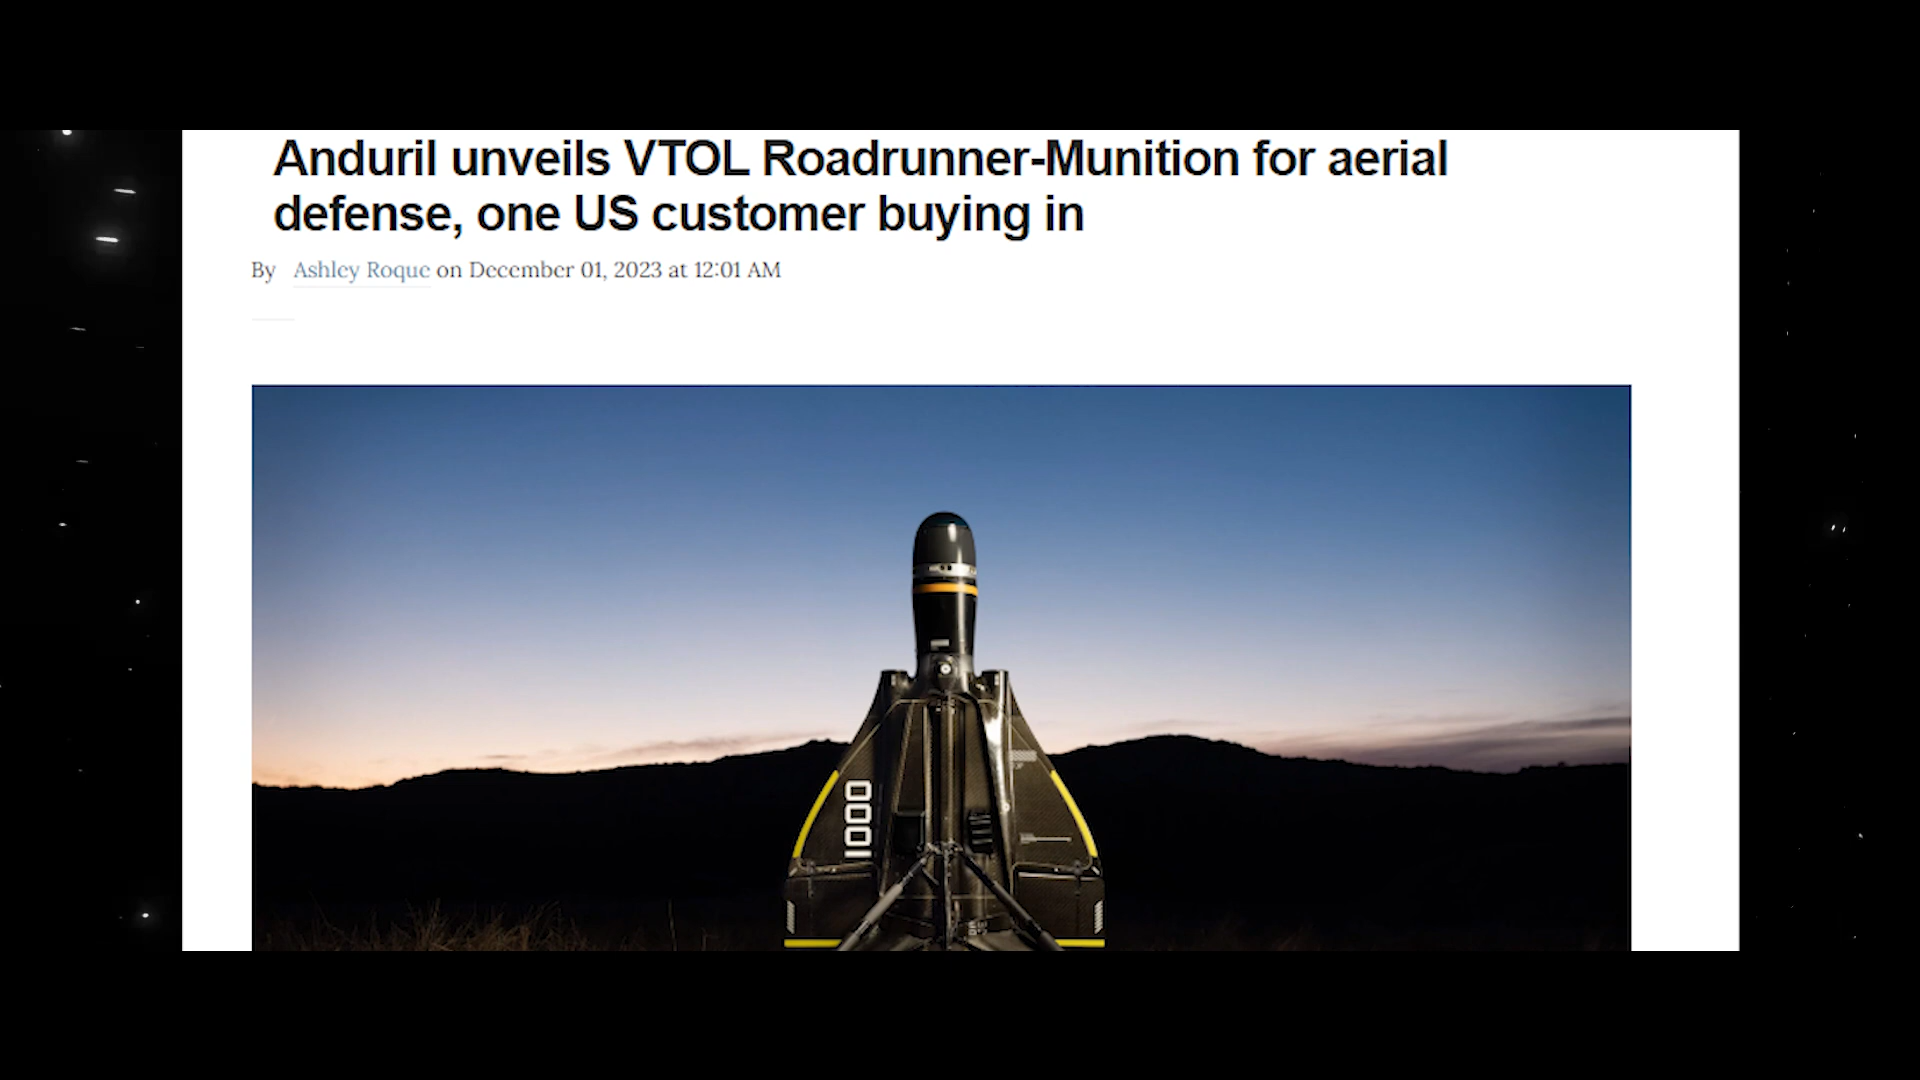 Anduril unveils VTOL Roadrunner-Munition for aerial
defense, one US customer buying in
By Ashley Roque on December 01, 2023 at 12:01 AM
1000